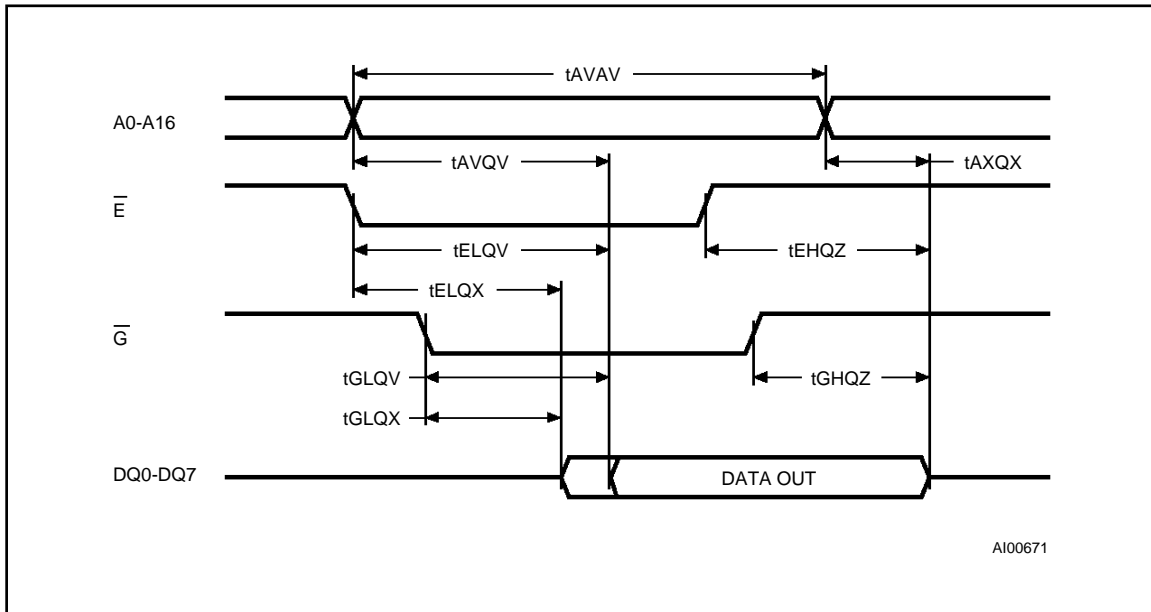 tAVAV
A0-A16
tAVQV
tAXQX
E
tELQV
tEHQZ
tELQX
G
tGLQV
tGHQZ
tGLQX
DQ0-DQ7
DATA OUT
AI00671